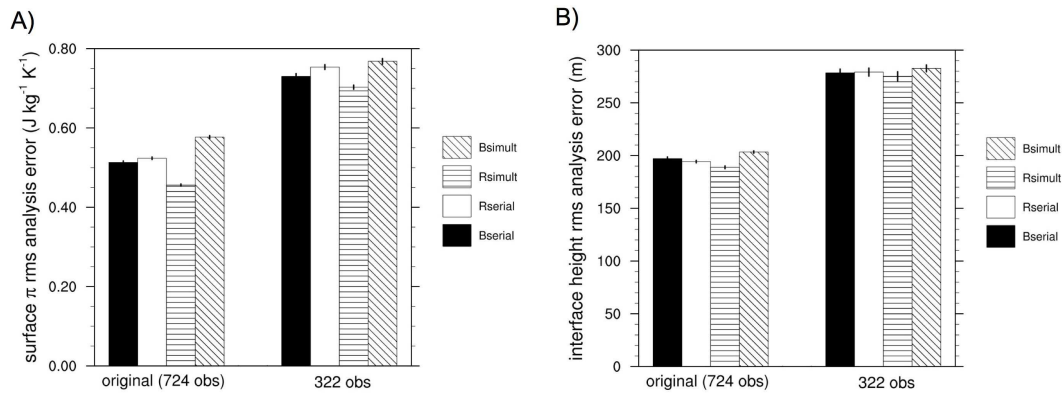 A)
surface π rms analysis error (J kg⁻¹ K⁻¹)
0.80
0.60
0.40
0.20
0.00
original (724 obs)
322 obs
Bsimult
Rsimult
Rserial
Bserial
B)
interface height rms analysis error (m)
300
250
200
150
100
50
0
original (724 obs)
322 obs
Bsimult
Rsimult
Rserial
Bserial